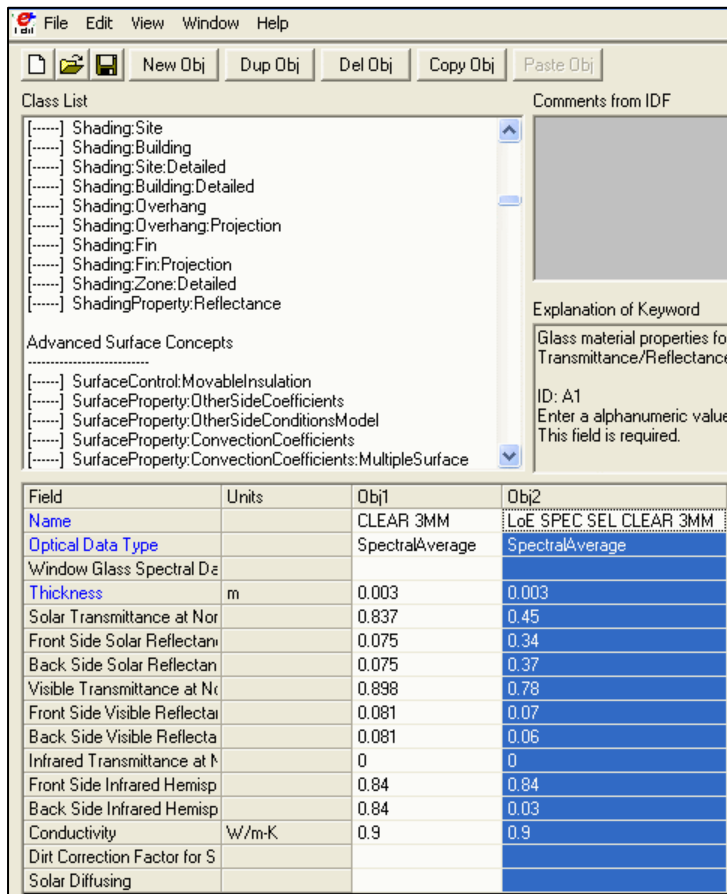 File Edit View Window Help
New Obj Dup Obj Del Obj Copy Obj Paste Obj
Class List
[------] Shading:Site
[------] Shading:Building
[------] Shading:Site:Detailed
[------] Shading:Building:Detailed
[------] Shading:Overhang
[------] Shading:Overhang:Projection
[------] Shading:Fin
[------] Shading:Fin:Projection
[------] Shading:Zone:Detailed
[------] ShadingProperty:Reflectance
Advanced Surface Concepts
--------------------------
[------] SurfaceControl:MovableInsulation
[------] SurfaceProperty:OtherSideCoefficients
[------] SurfaceProperty:OtherSideConditionsModel
[------] SurfaceProperty:ConvectionCoefficients
[------] SurfaceProperty:ConvectionCoefficients:MultipleSurface
Comments from IDF
Explanation of Keyword
Glass material properties fo
Transmittance/Reflectance
ID: A1
Enter a alphanumeric value
This field is required.
Field Units Obj1 Obj2
Name CLEAR 3MM LoE SPEC SEL CLEAR 3MM
Optical Data Type SpectralAverage SpectralAverage
Window Glass Spectral Da
Thickness m 0.003 0.003
Solar Transmittance at Nor 0.837 0.45
Front Side Solar Reflectan 0.075 0.34
Back Side Solar Reflectan 0.075 0.37
Visible Transmittance at No 0.898 0.78
Front Side Visible Reflecta 0.081 0.07
Back Side Visible Reflecta 0.081 0.06
Infrared Transmittance at N 0 0
Front Side Infrared Hemisp 0.84 0.84
Back Side Infrared Hemisp 0.84 0.03
Conductivity W/m-K 0.9 0.9
Dirt Correction Factor for S
Solar Diffusing